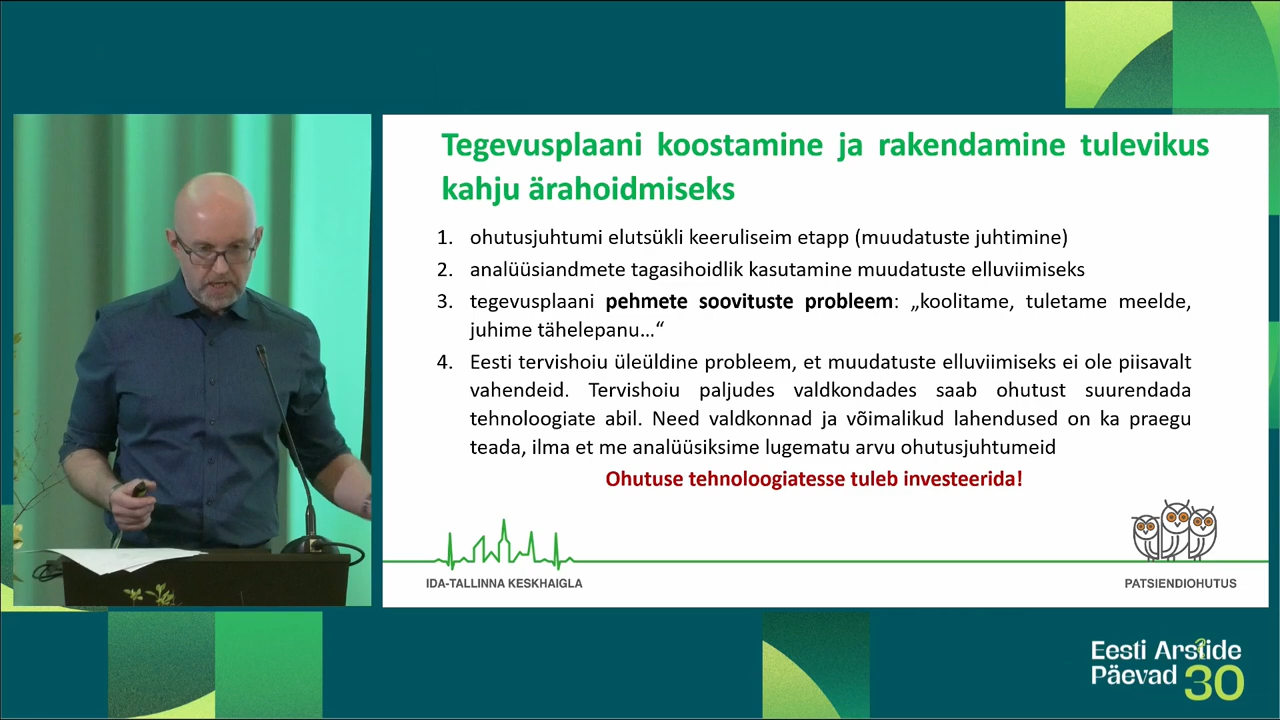 Tegevusplaani koostamine ja rakendamine tulevikus
kahju ärahoidmiseks
1. ohutusjuhtumi elutsükli keeruliseim etapp (muudatuste juhtimine)
2. analüüsiandmete tagasihoidlik kasutamine muudatuste elluviimiseks
3. tegevusplaani pehmete soovituste probleem: „koolitame, tuletame meelde,
juhime tähelepanu…“
4. Eesti tervishoiu üleüldine probleem, et muudatuste elluviimiseks ei ole piisavalt
vahendeid. Tervishoiu paljudes valdkondades saab ohutust suurendada
tehnoloogiate abil. Need valdkonnad ja võimalikud lahendused on ka praegu
teada, ilma et me analüüsiksime lugematu arvu ohutusjuhtumeid
Ohutuse tehnoloogiatesse tuleb investeerida!
IDA-TALLINNA KESKHAIGLA
PATSIENDIOHUTUS
Eesti Arstide
Päevad 30